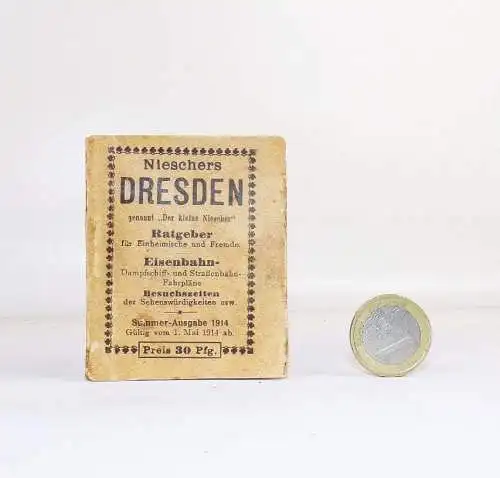 Nieschers
DRESDEN
genannt „Der kleine Niescher"
Ratgeber
für Einheimische und Fremde.
Eisenbahn-
Dampfschiff- und Straßenbahn-
Fahrpläne
Besuchszeiten
der Sehenswürdigkeiten usw.
Sommer-Ausgabe 1914
Gültig vom 1. Mai 1914 ab.
Preis 30 Pfg.
1